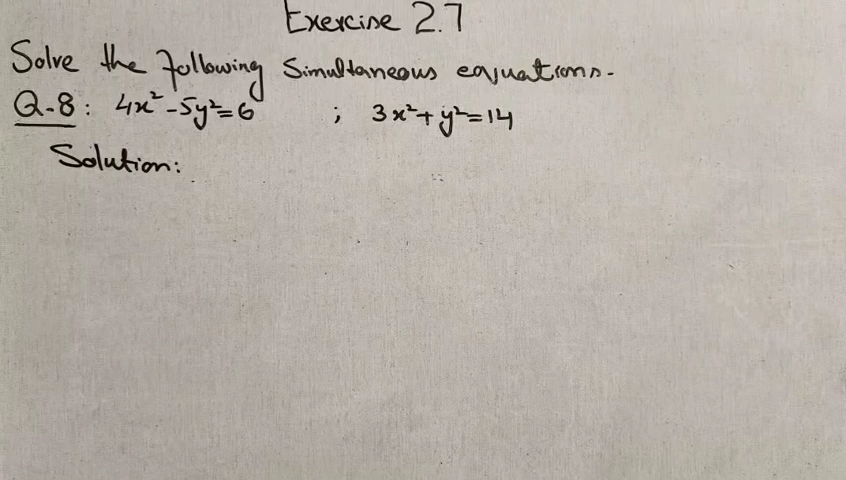 Exercise 2.7
Solve the following Simultaneous equations.
Q-8: 4x²-5y²=6 ; 3x²+y²=14
Solution: